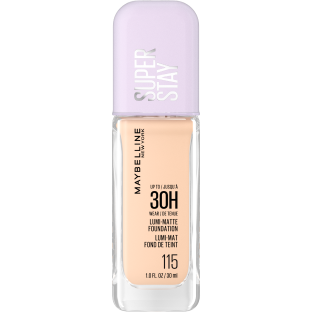 SUPER
STAY
MAYBELLINE
NEW YORK
UP TO / JUSQU'À
30H
WEAR / DE TENUE
LUMI-MATTE
FOUNDATION
LUMI-MAT
FOND DE TEINT
115
1.0 FL OZ / 30 ml